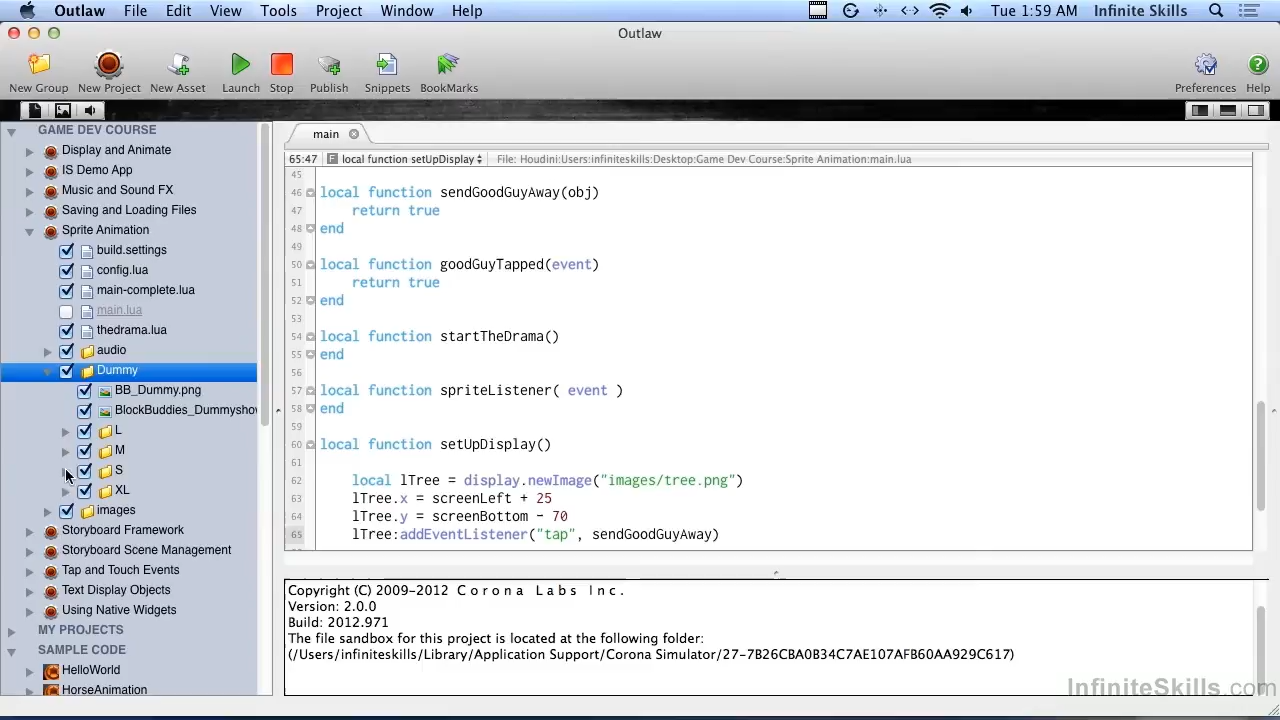 Outlaw File Edit View Tools Project Window Help Tue 1:59 AM Infinite Skills
Outlaw
New Group New Project New Asset Launch Stop Publish Snippets BookMarks Preferences Help
GAME DEV COURSE
Display and Animate
IS Demo App
Music and Sound FX
Saving and Loading Files
Sprite Animation
build.settings
config.lua
main-complete.lua
main.lua
thedrama.lua
audio
Dummy
BB_Dummy.png
BlockBuddies_Dummyshov
L
M
S
XL
images
Storyboard Framework
Storyboard Scene Management
Tap and Touch Events
Text Display Objects
Using Native Widgets
MY PROJECTS
SAMPLE CODE
HelloWorld
HorseAnimation
main
65:47 F local function setUpDisplay File: Houdini:Users:infiniteskills:Desktop:Game Dev Course:Sprite Animation:main.lua
45
46 local function sendGoodGuyAway(obj)
47 return true
48 end
49
50 local function goodGuyTapped(event)
51 return true
52 end
53
54 local function startTheDrama()
55 end
56
57 local function spriteListener( event )
58 end
59
60 local function setUpDisplay()
61
62 local lTree = display.newImage("images/tree.png")
63 lTree.x = screenLeft + 25
64 lTree.y = screenBottom - 70
65 lTree:addEventListener("tap", sendGoodGuyAway)
Copyright (C) 2009-2012 C o r o n a L a b s I n c .
Version: 2.0.0
Build: 2012.971
The file sandbox for this project is located at the following folder:
(/Users/infiniteskills/Library/Application Support/Corona Simulator/27-7B26CBA0B34C7AE107AFB60AA929C617)
InfiniteSkills.com